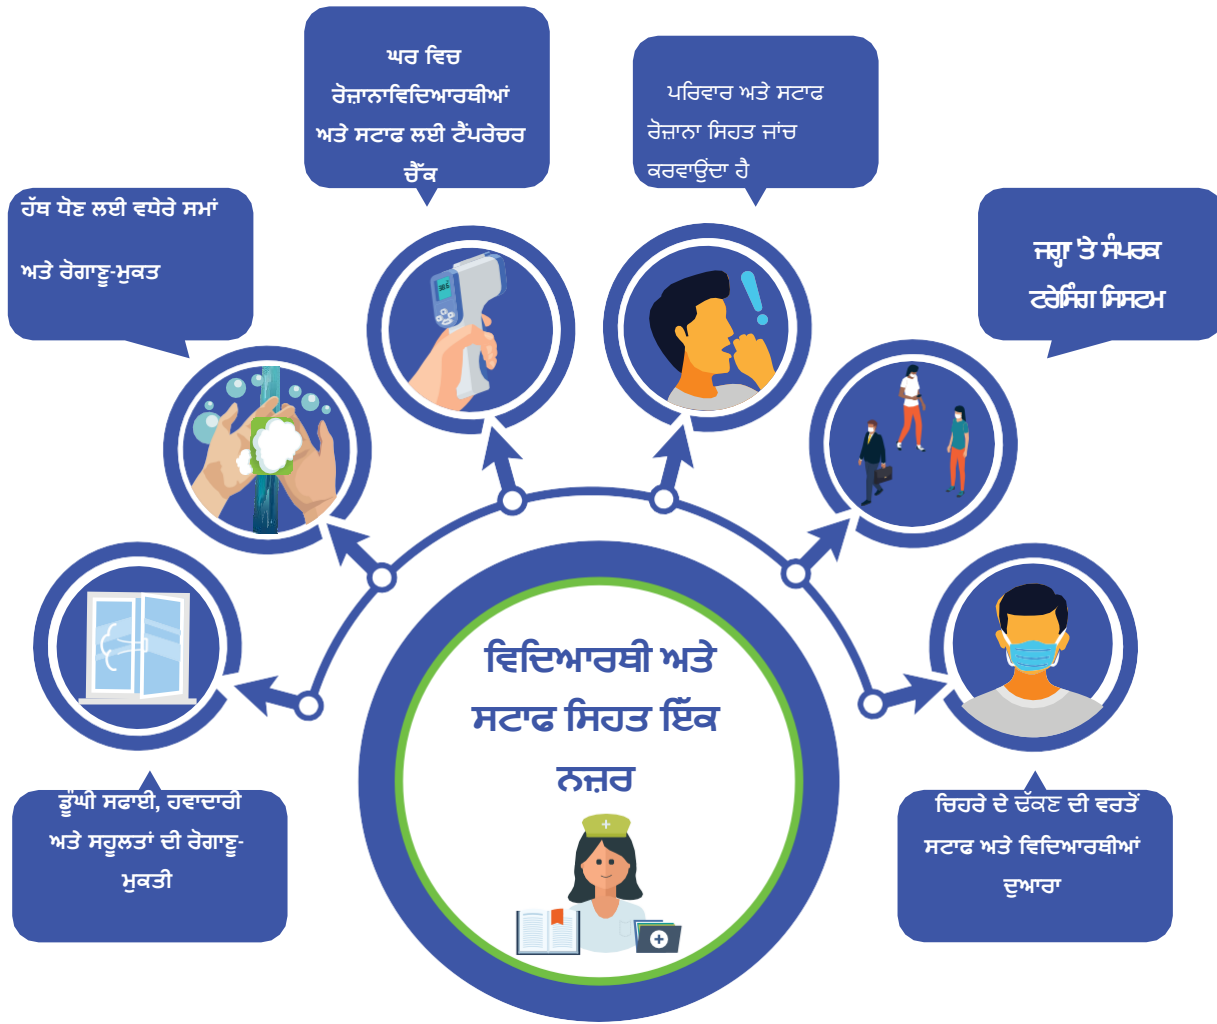 ਘਰ ਵਿਚ
ਰੋਜ਼ਾਨਾਵਿਦਿਆਰਥੀਆਂ
ਅਤੇ ਸਟਾਫ ਲਈ ਟੈਂਪਰੇਚਰ
ਚੈੱਕ
ਪਰਿਵਾਰ ਅਤੇ ਸਟਾਫ
ਰੋਜ਼ਾਨਾ ਸਿਹਤ ਜਾਂਚ
ਕਰਵਾਉਂਦਾ ਹੈ
ਹੱਥ ਧੋਣ ਲਈ ਵਧੇਰੇ ਸਮਾਂ
ਅਤੇ ਰੋਗਾਣੂ-ਮੁਕਤ
ਜਗ੍ਹਾ 'ਤੇ ਸੰਪਰਕ
ਟਰੇਸਿੰਗ ਸਿਸਟਮ
38.6
ਵਿਦਿਆਰਥੀ ਅਤੇ
ਸਟਾਫ ਸਿਹਤ ਇੱਕ
ਨਜ਼ਰ
ਡੂੰਘੀ ਸਫਾਈ, ਹਵਾਦਾਰੀ
ਅਤੇ ਸਹੂਲਤਾਂ ਦੀ ਰੋਗਾਣੂ-
ਮੁਕਤੀ
ਚਿਹਰੇ ਦੇ ਢੱਕਣ ਦੀ ਵਰਤੋਂ
ਸਟਾਫ ਅਤੇ ਵਿਦਿਆਰਥੀਆਂ
ਦੁਆਰਾ